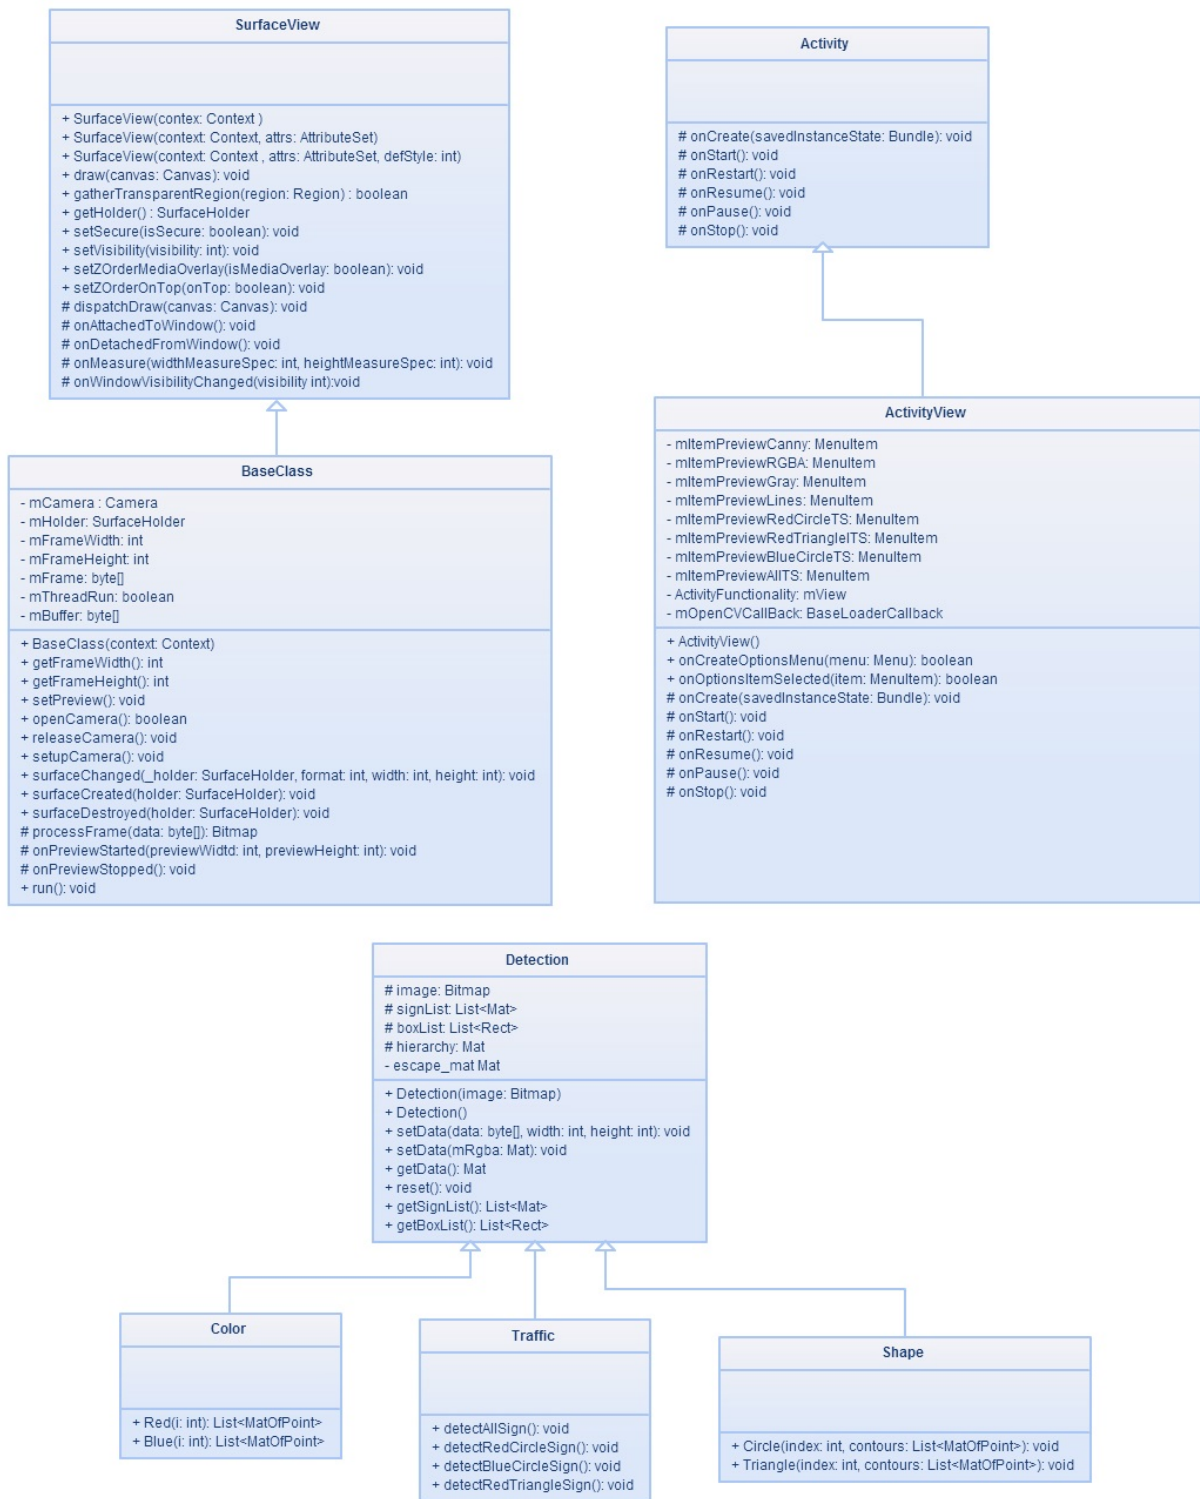 SurfaceView
+ SurfaceView(contex: Context )
+ SurfaceView(context: Context, attrs: AttributeSet)
+ SurfaceView(context: Context , attrs: AttributeSet, defStyle: int)
+ draw(canvas: Canvas): void
+ gatherTransparentRegion(region: Region) : boolean
+ getHolder() : SurfaceHolder
+ setSecure(isSecure: boolean): void
+ setVisibility(visibility: int): void
+ setZOrderMediaOverlay(isMediaOverlay: boolean): void
+ setZOrderOnTop(onTop: boolean): void
# dispatchDraw(canvas: Canvas): void
# onAttachedToWindow(): void
# onDetachedFromWindow(): void
# onMeasure(widthMeasureSpec: int, heightMeasureSpec: int): void
# onWindowVisibilityChanged(visibility int):void
Activity
# onCreate(savedInstanceState: Bundle): void
# onStart(): void
# onRestart(): void
# onResume(): void
# onPause(): void
# onStop(): void
BaseClass
- mCamera : Camera
- mHolder: SurfaceHolder
- mFrameWidth: int
- mFrameHeight: int
- mFrame: byte[]
- mThreadRun: boolean
- mBuffer: byte[]
+ BaseClass(context: Context)
+ getFrameWidth(): int
+ getFrameHeight(): int
+ setPreview(): void
+ openCamera(): boolean
+ releaseCamera(): void
+ setupCamera(): void
+ surfaceChanged(_holder: SurfaceHolder, format: int, width: int, height: int): void
+ surfaceCreated(holder: SurfaceHolder): void
+ surfaceDestroyed(holder: SurfaceHolder): void
# processFrame(data: byte[]): Bitmap
# onPreviewStarted(previewWidtd: int, previewHeight: int): void
# onPreviewStopped(): void
+ run(): void
ActivityView
- mItemPreviewCanny: MenuItem
- mItemPreviewRGBA: MenuItem
- mItemPreviewGray: MenuItem
- mItemPreviewLines: MenuItem
- mItemPreviewRedCircleTS: MenuItem
- mItemPreviewRedTriangleITS: MenuItem
- mItemPreviewBlueCircleTS: MenuItem
- mItemPreviewAllTS: MenuItem
- ActivityFunctionality: mView
- mOpenCVCallBack: BaseLoaderCallback
+ ActivityView()
+ onCreateOptionsMenu(menu: Menu): boolean
+ onOptionsItemSelected(item: MenuItem): boolean
# onCreate(savedInstanceState: Bundle): void
# onStart(): void
# onRestart(): void
# onResume(): void
# onPause(): void
# onStop(): void
Detection
# image: Bitmap
# signList: List<Mat>
# boxList: List<Rect>
# hierarchy: Mat
- escape_mat Mat
+ Detection(image: Bitmap)
+ Detection()
+ setData(data: byte[], width: int, height: int): void
+ setData(mRgba: Mat): void
+ getData(): Mat
+ reset(): void
+ getSignList(): List<Mat>
+ getBoxList(): List<Rect>
Color
+ Red(i: int): List<MatOfPoint>
+ Blue(i: int): List<MatOfPoint>
Traffic
+ detectAllSign(): void
+ detectRedCircleSign(): void
+ detectBlueCircleSign(): void
+ detectRedTriangleSign(): void
Shape
+ Circle(index: int, contours: List<MatOfPoint>): void
+ Triangle(index: int, contours: List<MatOfPoint>): void